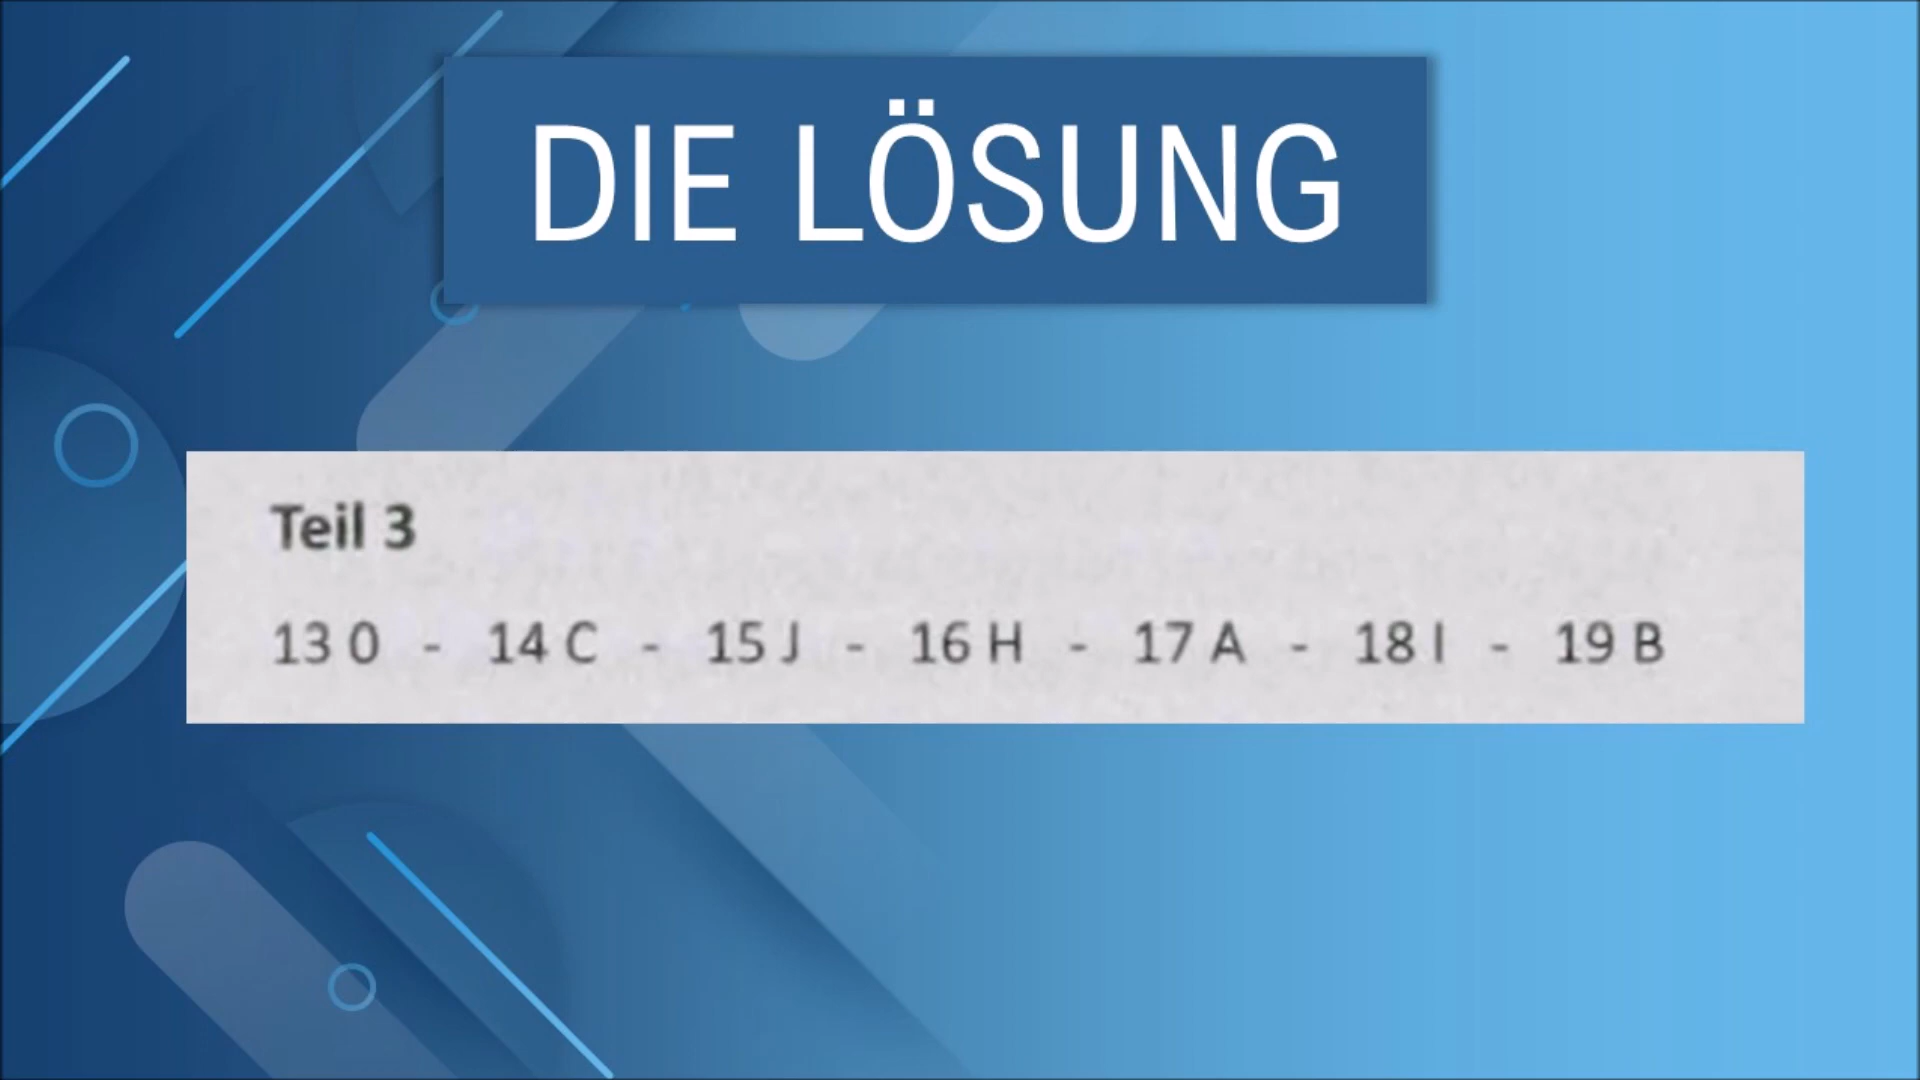 DIE LÖSUNG
Teil 3
13 0 - 14 C - 15 J - 16 H - 17 A - 18 I - 19 B